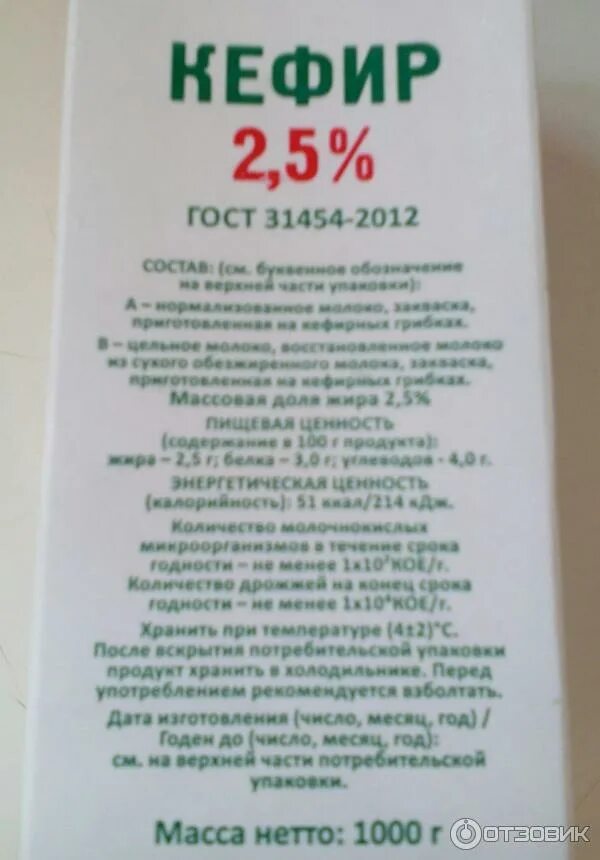 КЕФИР
2,5%
ГОСТ 31454-2012
СОСТАВ: (см. буквенное обозначение
на верхней части упаковки):
А – нормализованное молоко, закваска,
приготовленная на кефирных грибках.
В – цельное молоко, восстановленное молоко
из сухого обезжиренного молока, закваска,
приготовленная на кефирных грибках.
Массовая доля жира 2,5%
ПИЩЕВАЯ ЦЕННОСТЬ
(содержание в 100 г продукта):
жира – 2,5 г; белка – 3,0 г; углеводов - 4,0 г.
ЭНЕРГЕТИЧЕСКАЯ ЦЕННОСТЬ
(калорийность): 51 ккал/214 кДж.
Количество молочнокислых
микроорганизмов в течение срока
годности – не менее 1х10⁷КОЕ/г.
Количество дрожжей на конец срока
годности – не менее 1х10⁴КОЕ/г.
Хранить при температуре (4±2)°С.
После вскрытия потребительской упаковки
продукт хранить в холодильнике. Перед
употреблением рекомендуется взболтать.
Дата изготовления (число, месяц, год) /
Годен до (число, месяц, год):
см. на верхней части потребительской
упаковки.
Масса нетто: 1000 г
ОТЗОВИК